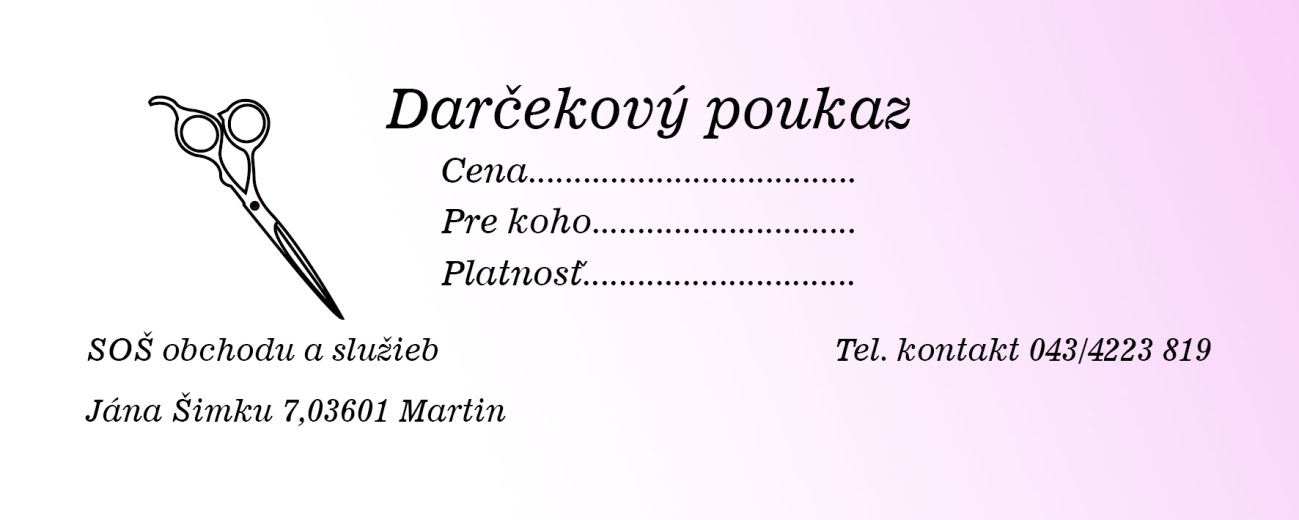 Darčekový poukaz
Cena....................................
Pre koho.............................
Platnosť..............................
SOŠ obchodu a služieb
Tel. kontakt 043/4223 819
Jána Šimku 7,03601 Martin